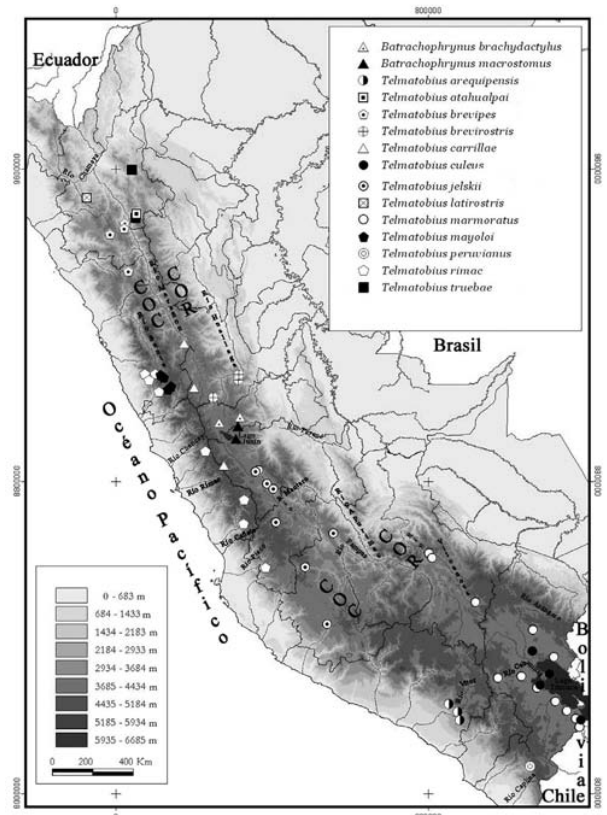 800000
Ecuador
Batrachophrynus brachydactylus
Batrachophrynus macrostomus
Telmatobius arequipensis
Telmatobius atahualpai
Telmatobius brevipes
Telmatobius brevirostris
Telmatobius carrillae
Telmatobius culeus
Telmatobius jelskii
Telmatobius latirostris
Telmatobius marmoratus
Telmatobius mayoloi
Telmatobius peruvianus
Telmatobius rimac
Telmatobius truebae
Brasil
COC
COR
Océano Pacífico
Río Rimac
COR
COC
Bolivia
0 - 683 m
684 - 1433 m
1434 - 2183 m
2184 - 2933 m
2934 - 3684 m
3685 - 4434 m
4435 - 5184 m
5185 - 5934 m
5935 - 6685 m
0 200 400 Km
Chile
0
800000